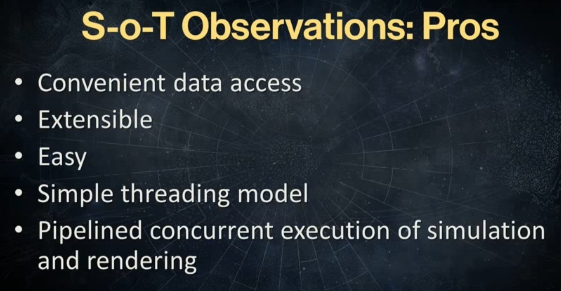 S-o-T Observations: Pros
• Convenient data access
• Extensible
• Easy
• Simple threading model
• Pipelined concurrent execution of simulation
and rendering